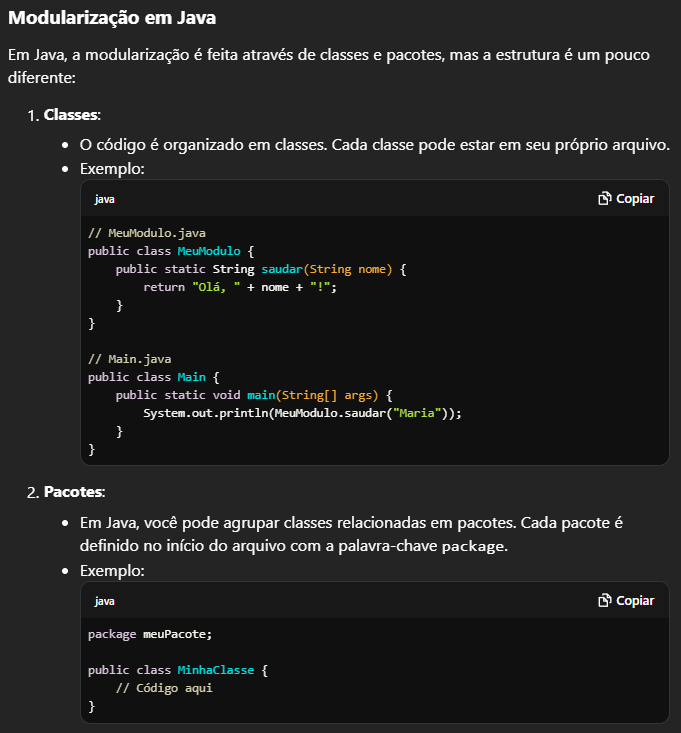 Modularização em Java
Em Java, a modularização é feita através de classes e pacotes, mas a estrutura é um pouco
diferente:
1. Classes:
• O código é organizado em classes. Cada classe pode estar em seu próprio arquivo.
• Exemplo:
java Copiar
// MeuModulo.java
public class MeuModulo {
    public static String saudar(String nome) {
        return "Olá, " + nome + "!";
    }
}

// Main.java
public class Main {
    public static void main(String[] args) {
        System.out.println(MeuModulo.saudar("Maria"));
    }
}
2. Pacotes:
• Em Java, você pode agrupar classes relacionadas em pacotes. Cada pacote é
definido no início do arquivo com a palavra-chave package.
• Exemplo:
java Copiar
package meuPacote;

public class MinhaClasse {
    // Código aqui
}